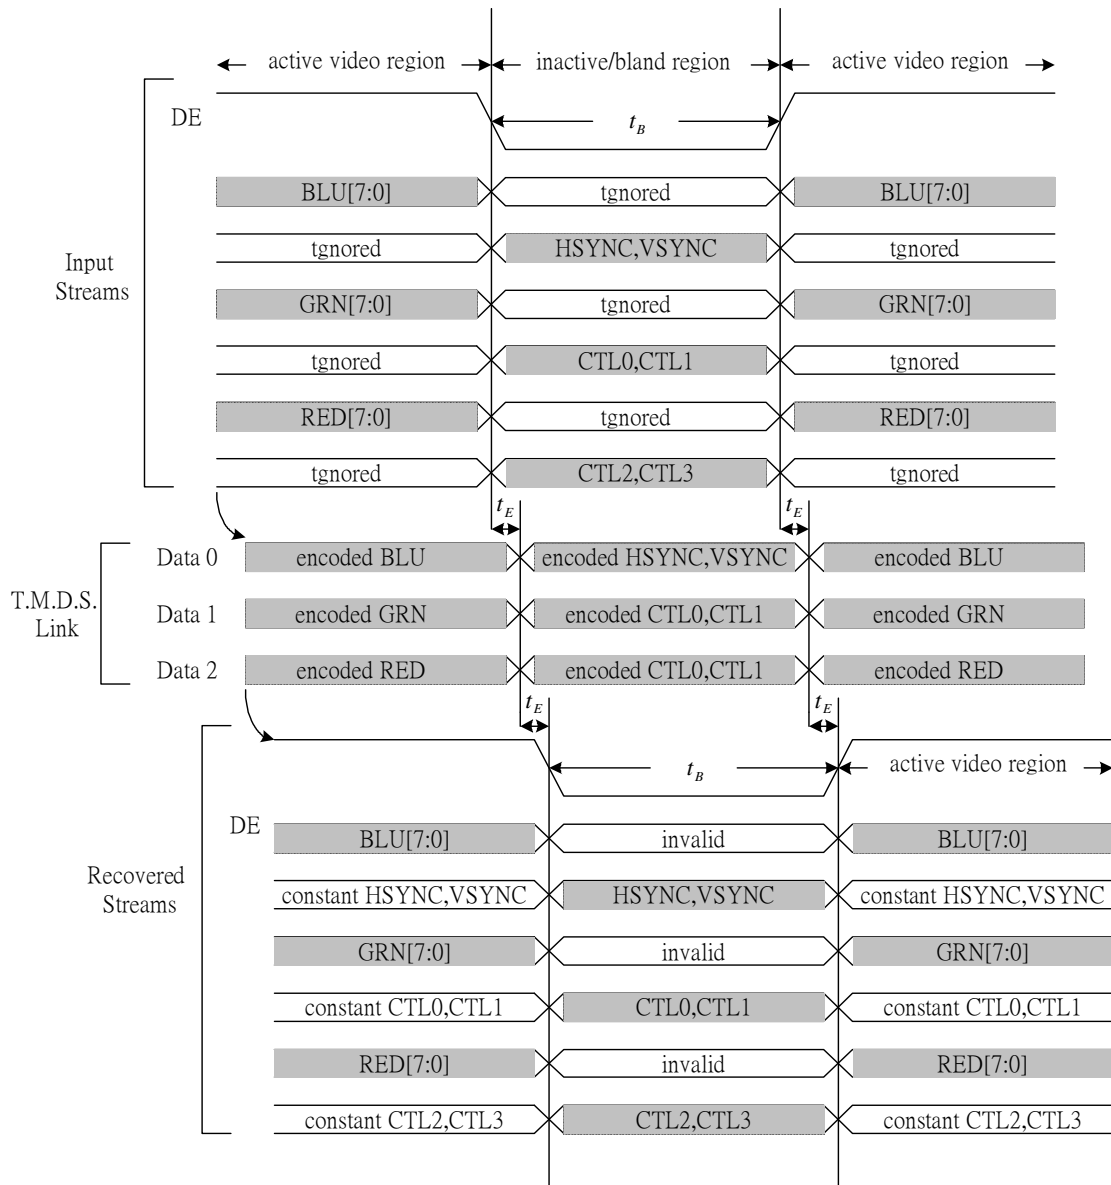 active video region inactive/bland region active video region
DE
t_B
BLU[7:0] tgnored BLU[7:0]
tgnored HSYNC,VSYNC tgnored
Input
Streams
GRN[7:0] tgnored GRN[7:0]
tgnored CTL0,CTL1 tgnored
RED[7:0] tgnored RED[7:0]
tgnored CTL2,CTL3 tgnored
t_E t_E
T.M.D.S.
Link
Data 0 encoded BLU encoded HSYNC,VSYNC encoded BLU
Data 1 encoded GRN encoded CTL0,CTL1 encoded GRN
Data 2 encoded RED encoded CTL0,CTL1 encoded RED
t_E t_E
t_B active video region
DE
BLU[7:0] invalid BLU[7:0]
Recovered
Streams
constant HSYNC,VSYNC HSYNC,VSYNC constant HSYNC,VSYNC
GRN[7:0] invalid GRN[7:0]
constant CTL0,CTL1 CTL0,CTL1 constant CTL0,CTL1
RED[7:0] invalid RED[7:0]
constant CTL2,CTL3 CTL2,CTL3 constant CTL2,CTL3